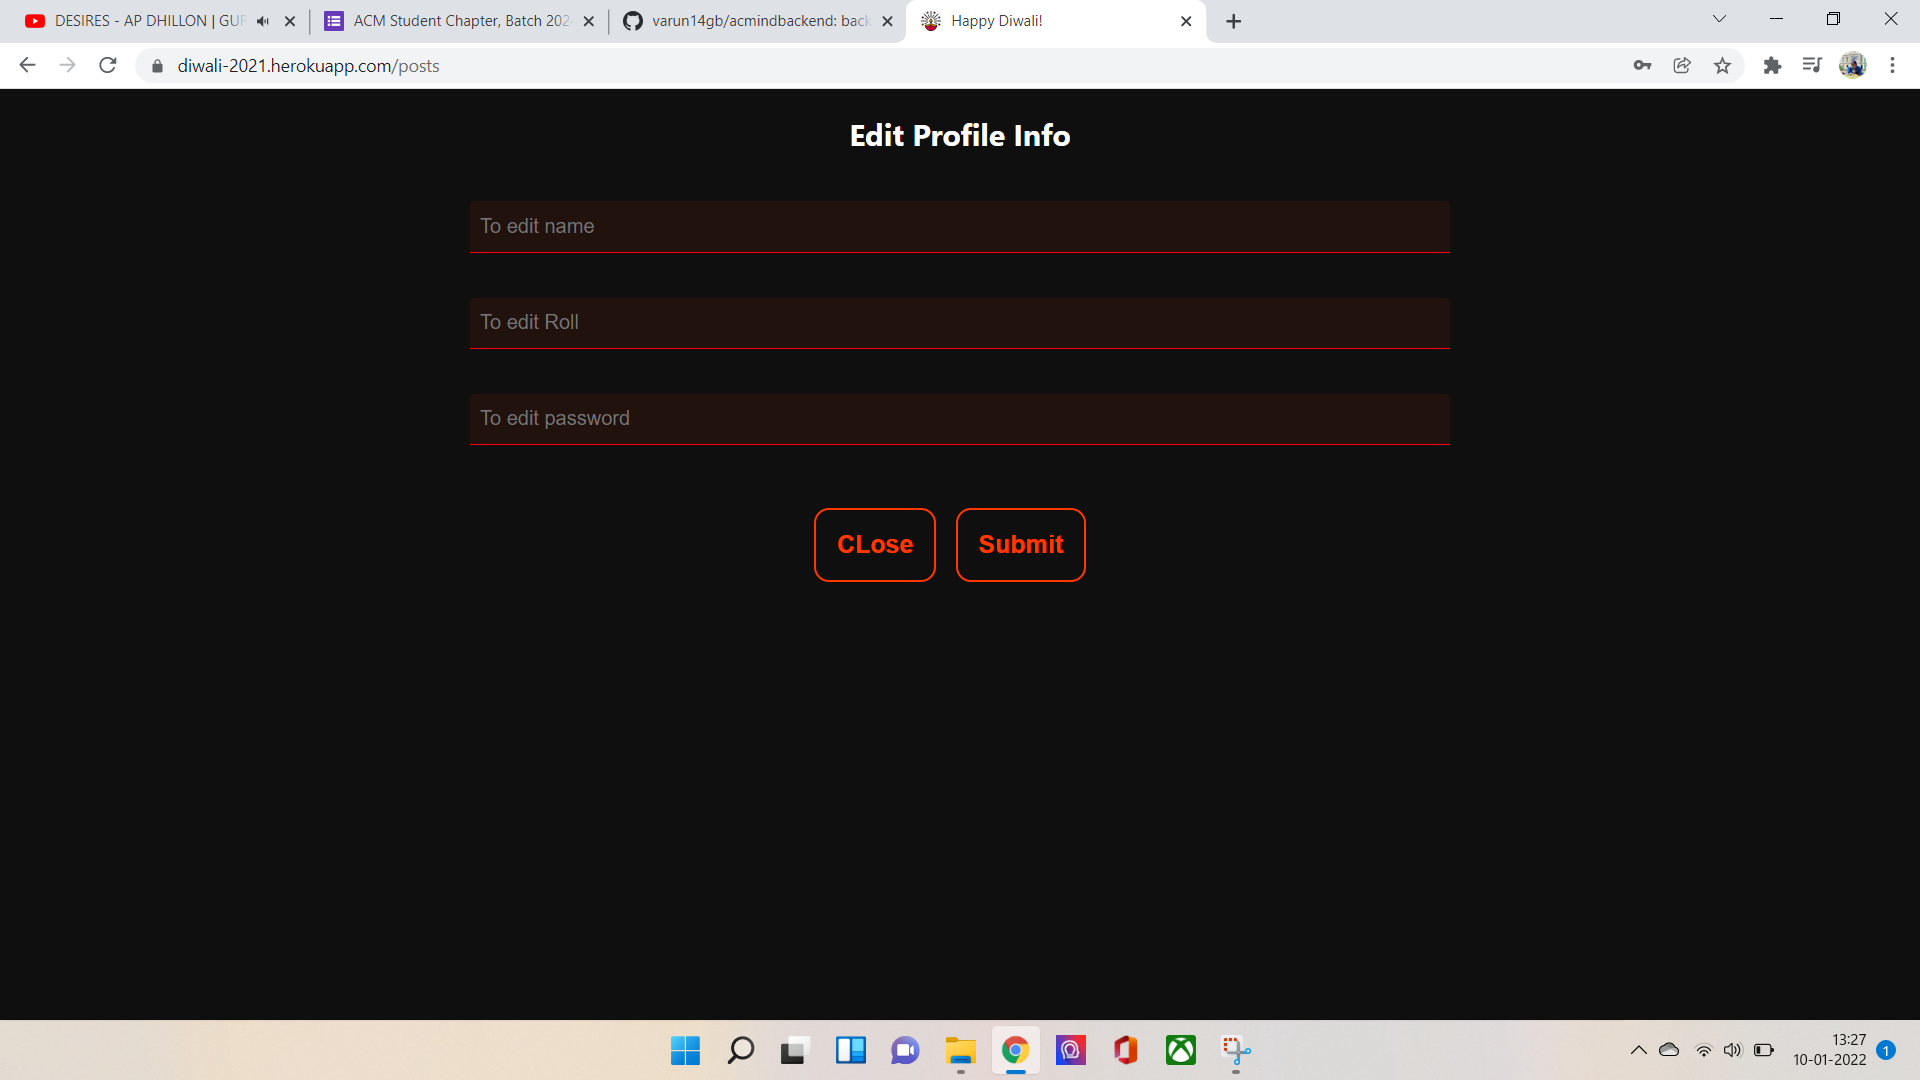 DESIRES - AP DHILLON | GUR
ACM Student Chapter, Batch 202
varun14gb/acmindbackend: back
Happy Diwali!
diwali-2021.herokuapp.com/posts
Edit Profile Info
To edit name
To edit Roll
To edit password
CLose
Submit
13:27
10-01-2022
1